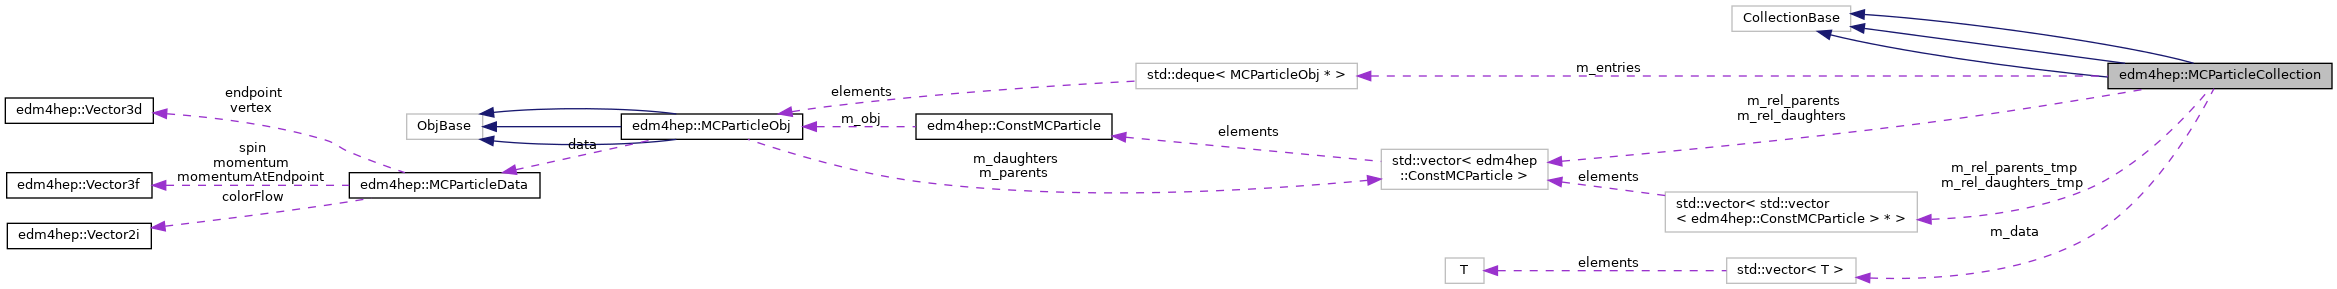 CollectionBase
edm4hep::MCParticleCollection
m_entries
std::deque< MCParticleObj * >
elements
endpoint
vertex
edm4hep::Vector3d
m_rel_parents
m_rel_daughters
ObjBase
edm4hep::MCParticleObj
m_obj
edm4hep::ConstMCParticle
elements
data
spin
momentum
momentumAtEndpoint
m_daughters
m_parents
std::vector< edm4hep
::ConstMCParticle >
m_rel_parents_tmp
m_rel_daughters_tmp
elements
edm4hep::Vector3f
edm4hep::MCParticleData
colorFlow
std::vector< std::vector
< edm4hep::ConstMCParticle > * >
edm4hep::Vector2i
m_data
elements
T
std::vector< T >